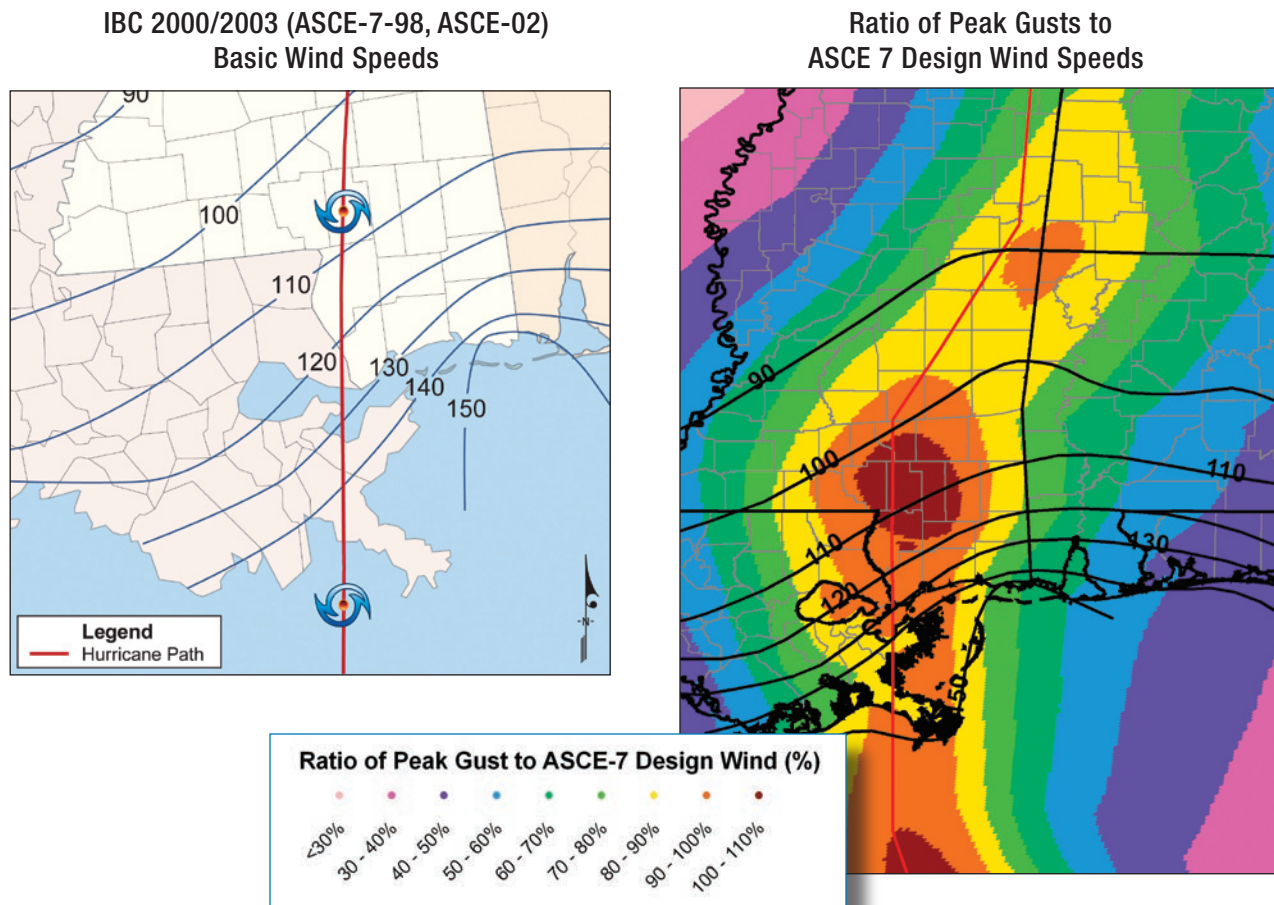 IBC 2000/2003 (ASCE-7-98, ASCE-02)
Basic Wind Speeds
90
100
110
120
130
140
150
Legend
Hurricane Path
-N-
Ratio of Peak Gusts to
ASCE 7 Design Wind Speeds
90
100
110
110
130
120
150
Ratio of Peak Gust to ASCE-7 Design Wind (%)
<30%
30 - 40%
40 - 50%
50 - 60%
60 - 70%
70 - 80%
80 - 90%
90 - 100%
100 - 110%